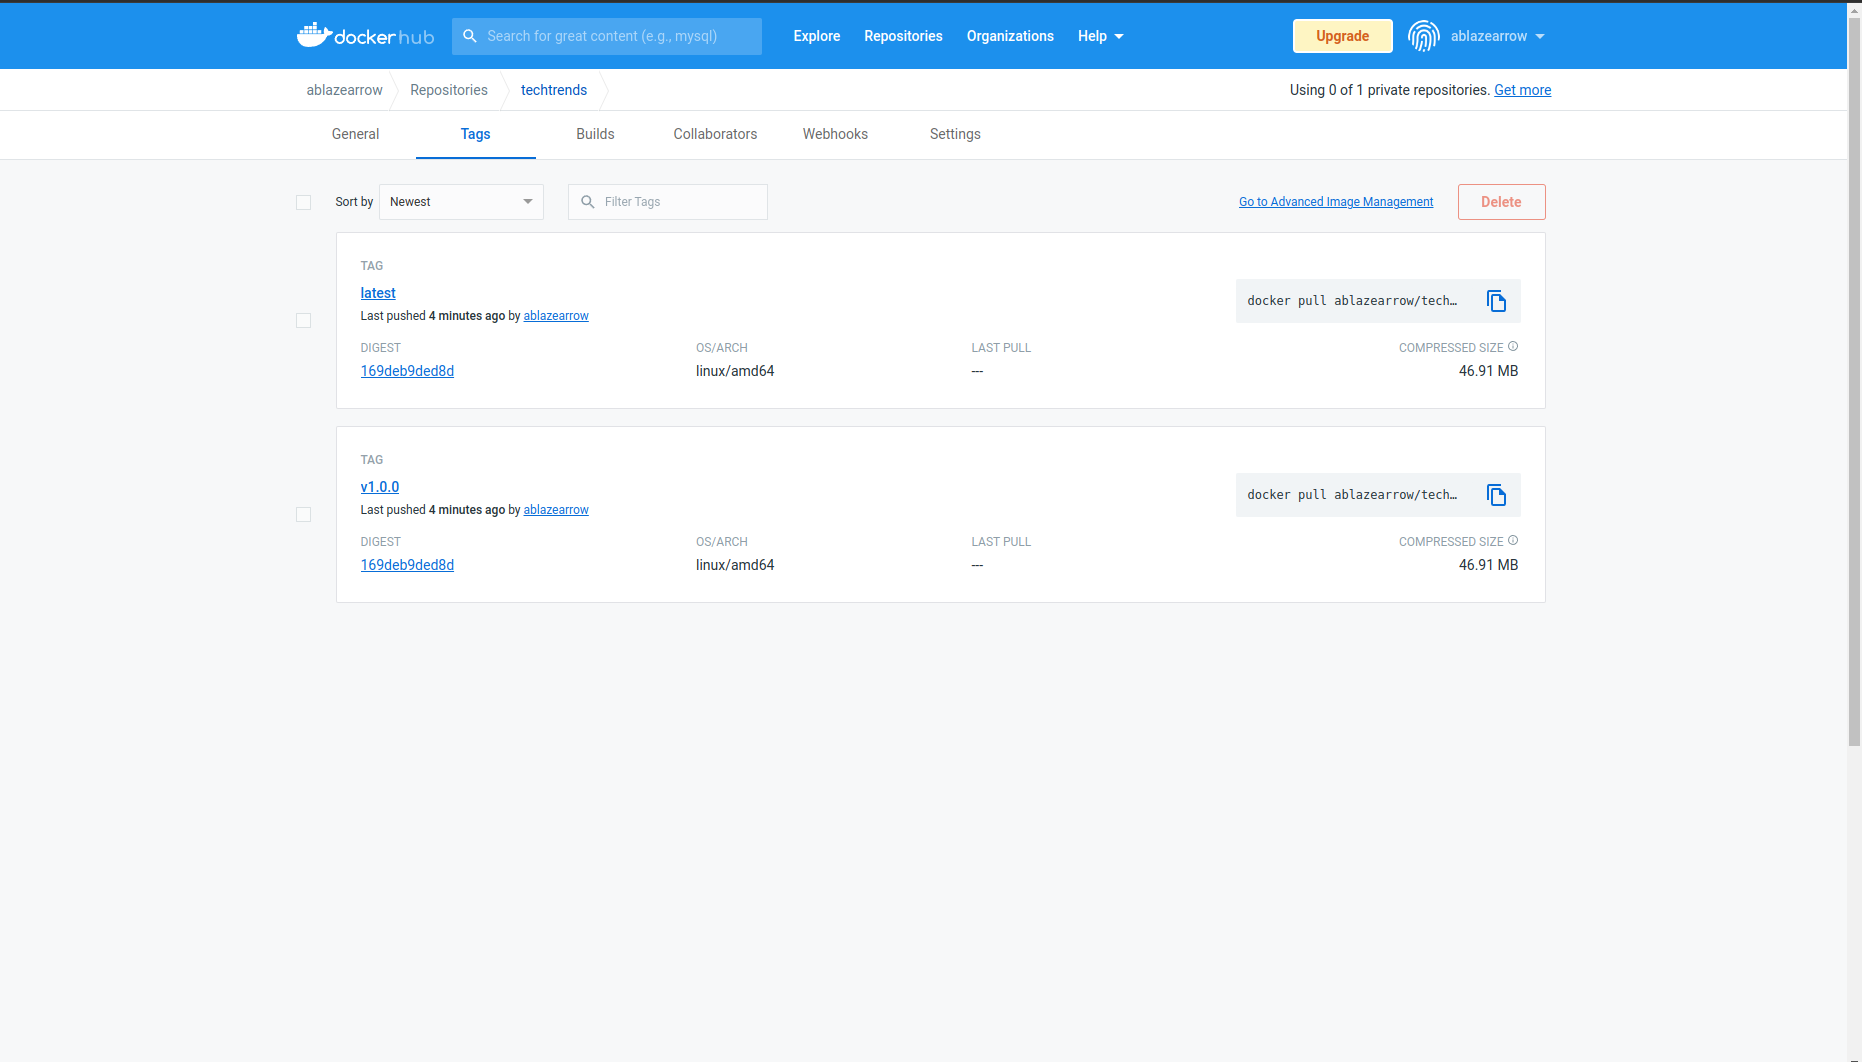 dockerhub
Search for great content (e.g., mysql)
Explore
Repositories
Organizations
Help
Upgrade
ablazearrow
ablazearrow
Repositories
techtrends
Using 0 of 1 private repositories. Get more
General
Tags
Builds
Collaborators
Webhooks
Settings
Sort by
Newest
Filter Tags
Go to Advanced Image Management
Delete
TAG
latest
Last pushed 4 minutes ago by ablazearrow
docker pull ablazearrow/tech…
DIGEST
169deb9ded8d
OS/ARCH
linux/amd64
LAST PULL
---
COMPRESSED SIZE
46.91 MB
TAG
v1.0.0
Last pushed 4 minutes ago by ablazearrow
docker pull ablazearrow/tech…
DIGEST
169deb9ded8d
OS/ARCH
linux/amd64
LAST PULL
---
COMPRESSED SIZE
46.91 MB